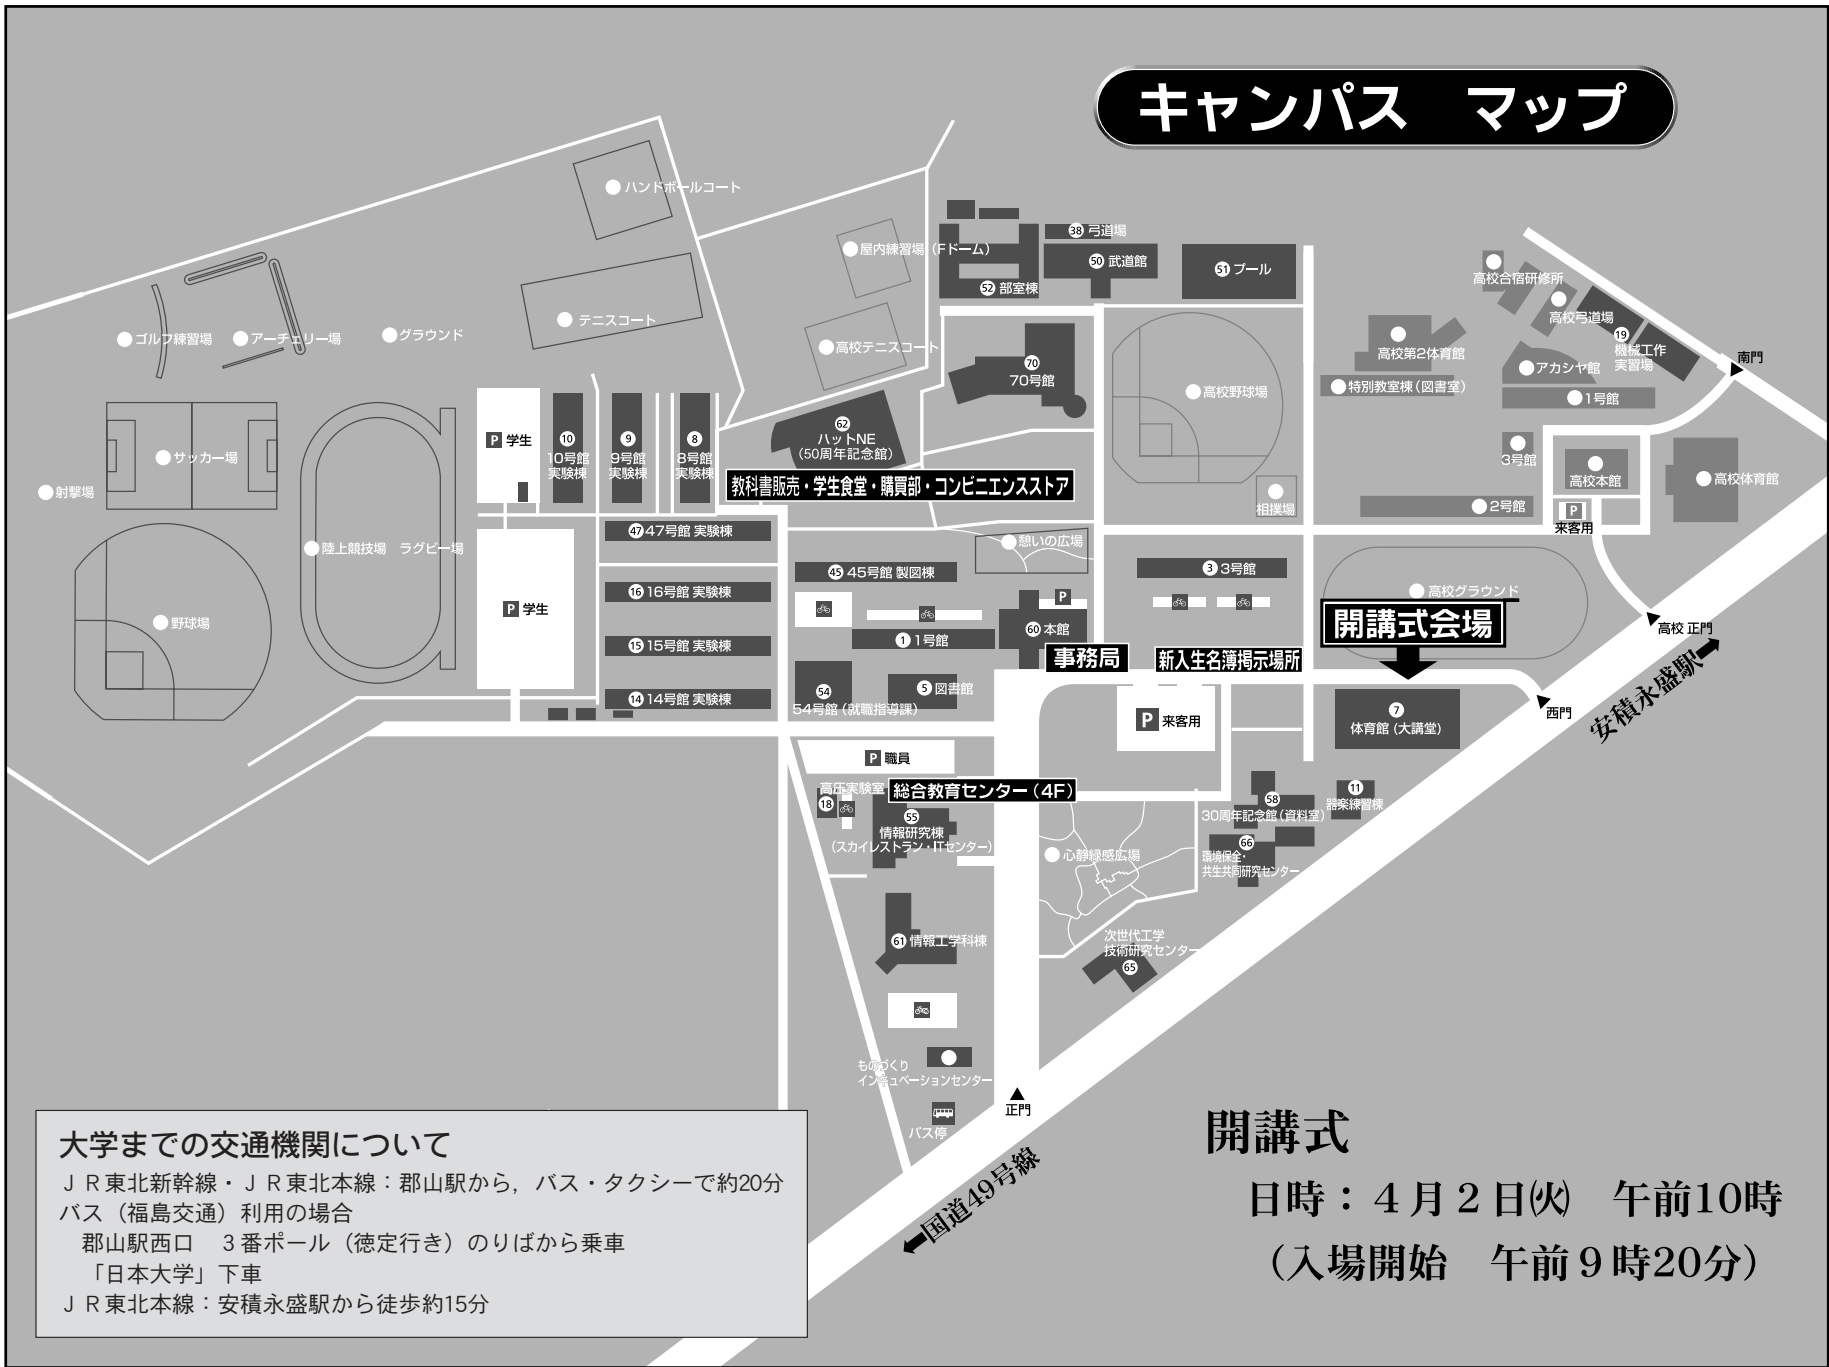 キャンパス　マップ
ハンドボールコート
屋内練習場（Fドーム）
38 弓道場
50 武道館
51 プール
52 部室棟
高校合宿研修所
高校弓道場
19
機械工作
実習場
南門
ゴルフ練習場
アーチェリー場
グラウンド
テニスコート
高校テニスコート
70
70号館
高校野球場
高校第2体育館
アカシヤ館
特別教室棟（図書室）
1号館
サッカー場
射撃場
P 学生
10
10号館
実験棟
9
9号館
実験棟
8
8号館
実験棟
62
ハットNE
（50周年記念館）
教科書販売・学生食堂・購買部・コンビニエンスストア
相撲場
3号館
高校本館
高校体育館
2号館
P
来客用
陸上競技場　ラグビー場
野球場
P 学生
47 47号館 実験棟
16 16号館 実験棟
15 15号館 実験棟
14 14号館 実験棟
憩いの広場
45 45号館 製図棟
P
1 1号館
60 本館
3 3号館
高校グラウンド
開講式会場
高校 正門
安積永盛駅
事務局
新入生名簿掲示場所
54
54号館（就職指導課）
5 図書館
P 来客用
7
体育館（大講堂）
西門
P 職員
高圧実験室
18
総合教育センター（4F）
55
情報研究棟
（スカイレストラン・ITセンター）
58
30周年記念館（資料室）
11
器楽練習棟
66
環境保全・
共生共同研究センター
心静緑感広場
61 情報工学科棟
次世代工学
技術研究センター
65
ものづくり
インキュベーションセンター
バス停
正門
国道49号線
大学までの交通機関について
ＪＲ東北新幹線・ＪＲ東北本線：郡山駅から，バス・タクシーで約20分
バス（福島交通）利用の場合
郡山駅西口　３番ポール（徳定行き）のりばから乗車
「日本大学」下車
ＪＲ東北本線：安積永盛駅から徒歩約15分
開講式
日時：４月２日㈫　午前10時
（入場開始　午前９時20分）